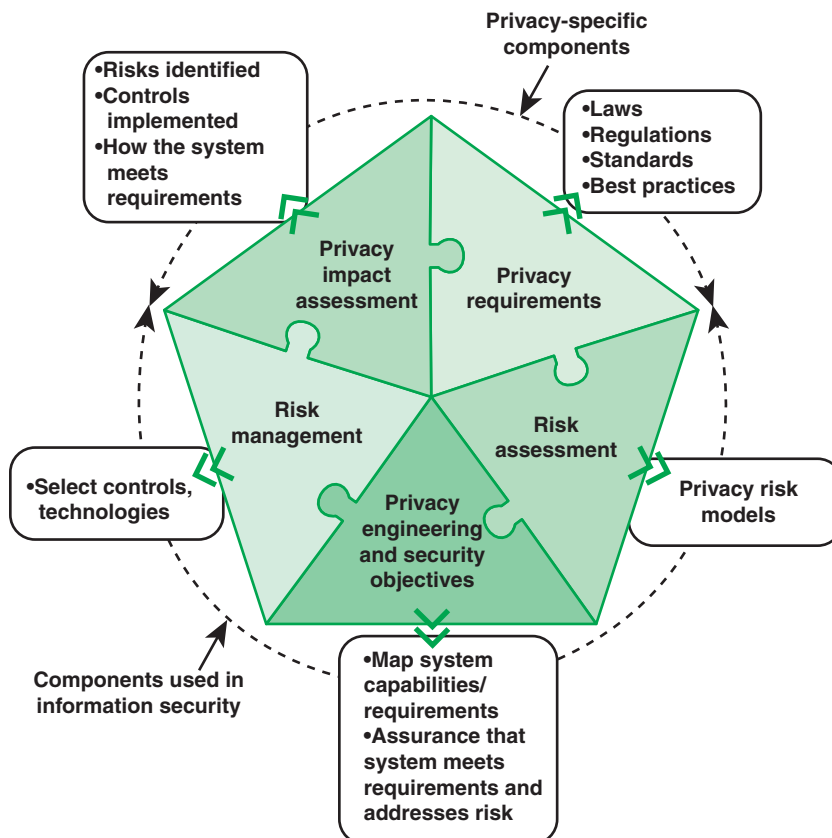 Privacy-specific
components
•Risks identified
•Controls
implemented
•How the system
meets
requirements
•Laws
•Regulations
•Standards
•Best practices
Privacy
impact
assessment
Privacy
requirements
Risk
management
Risk
assessment
•Select controls,
technologies
Privacy
engineering
and security
objectives
Privacy risk
models
Components used in
information security
•Map system
capabilities/
requirements
•Assurance that
system meets
requirements and
addresses risk